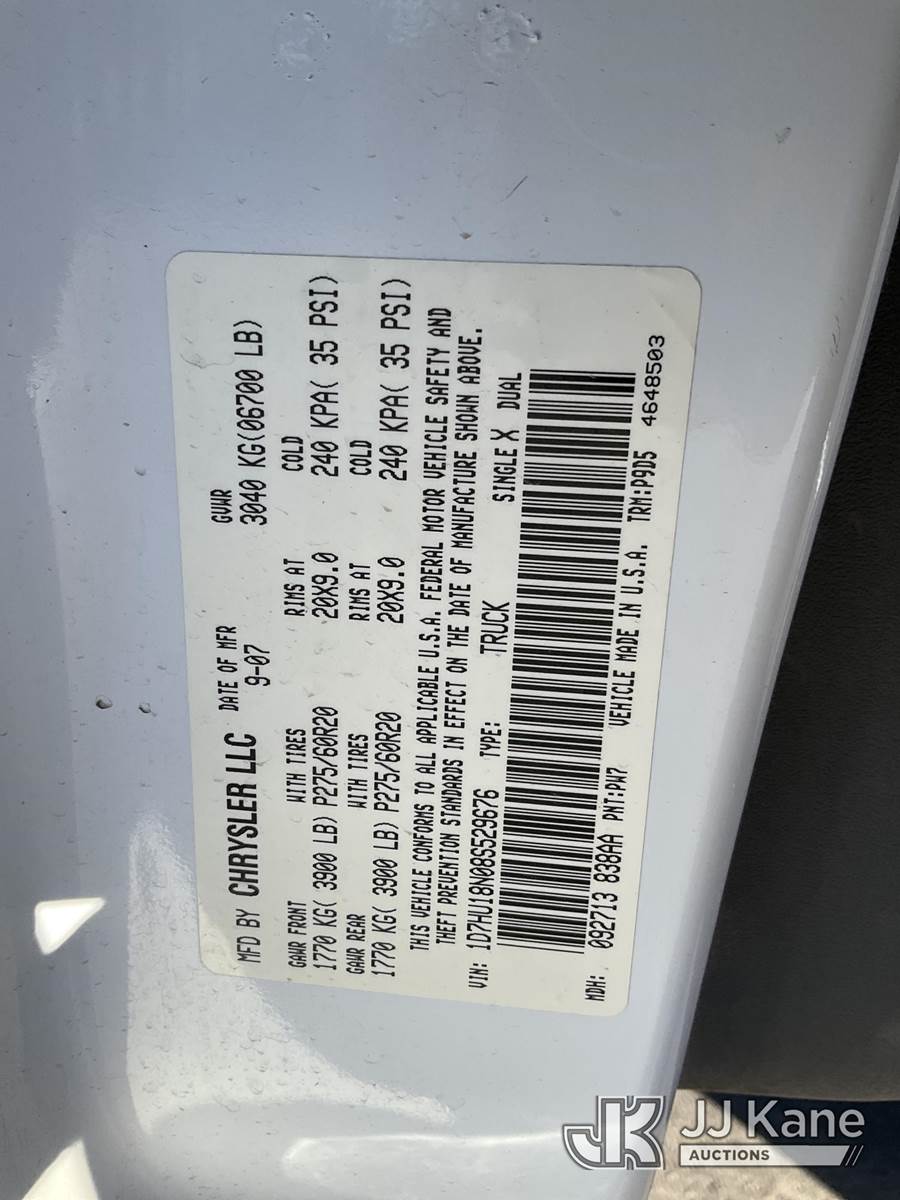 MFD BY CHRYSLER LLC DATE OF MFR GVWR
9-07 3040 KG(06700 LB)
GAWR FRONT WITH TIRES RIMS AT COLD
1770 KG( 3900 LB) P275/60R20 20X9.0 240 KPA( 35 PSI)
GAWR REAR WITH TIRES RIMS AT COLD
1770 KG( 3900 LB) P275/60R20 20X9.0 240 KPA( 35 PSI)
THIS VEHICLE CONFORMS TO ALL APPLICABLE U.S.A. FEDERAL MOTOR VEHICLE SAFETY AND
THEFT PREVENTION STANDARDS IN EFFECT ON THE DATE OF MANUFACTURE SHOWN ABOVE.
VIN: 1D7HU18N08S529676 TYPE: TRUCK SINGLE X DUAL
MDH: 092713 838AA PNT:PW7 VEHICLE MADE IN U.S.A. TRM:P9D5 4648503
JK JJ Kane
AUCTIONS